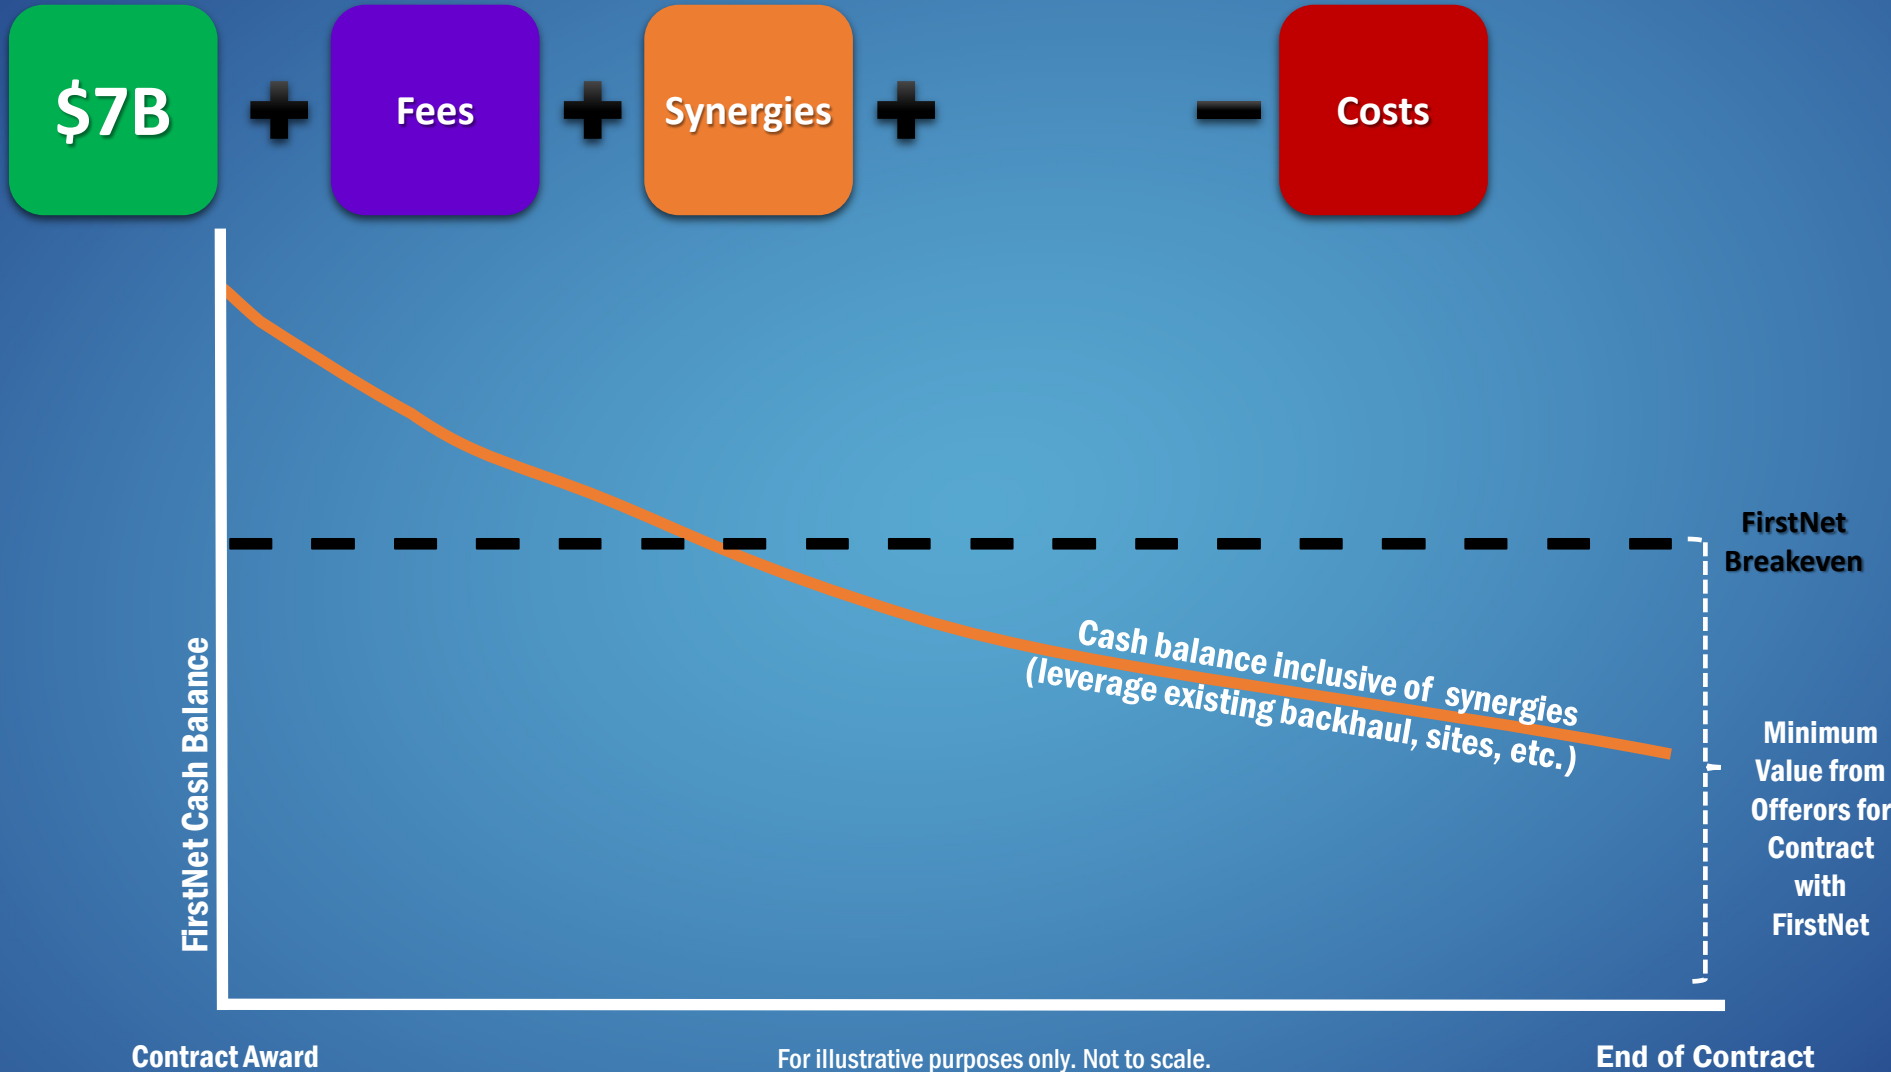 $7B
Fees
Synergies
Costs
FirstNet
Breakeven
FirstNet Cash Balance
Cash balance inclusive of synergies
(leverage existing backhaul, sites, etc.)
Minimum
Value from
Offerors for
Contract
with
FirstNet
Contract Award
For illustrative purposes only. Not to scale.
End of Contract